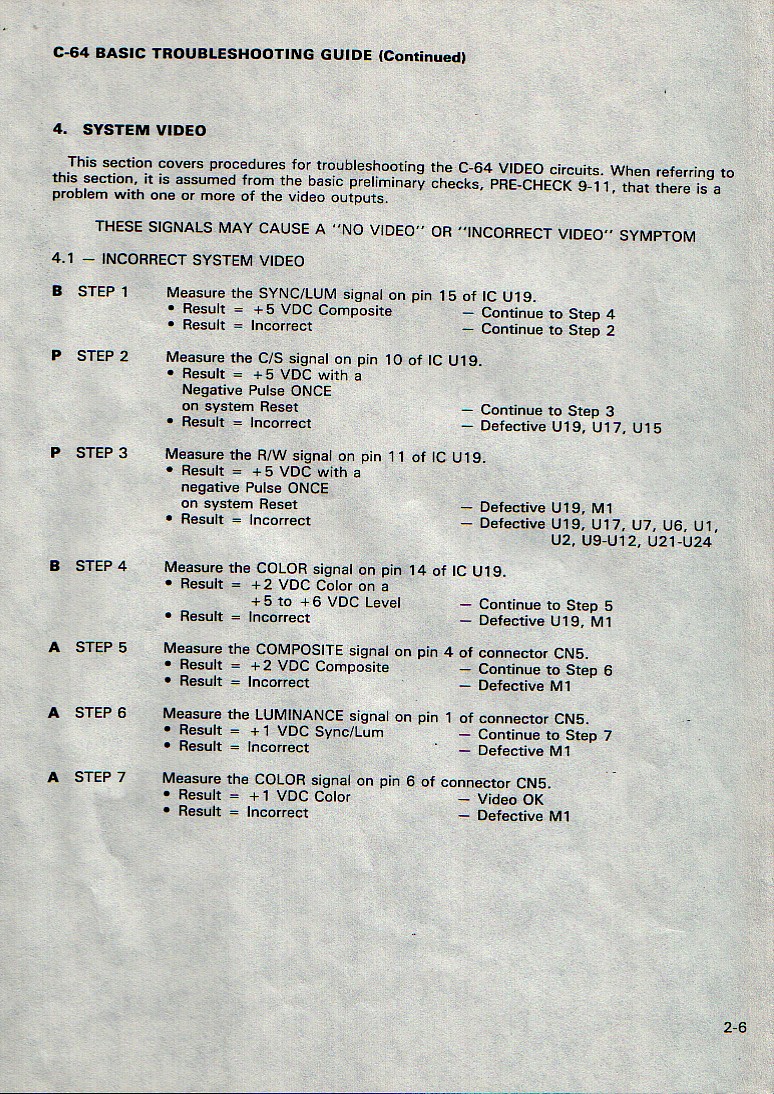 C-64 BASIC TROUBLESHOOTING GUIDE (Continued)
4. SYSTEM VIDEO
This section covers procedures for troubleshooting the C-64 VIDEO circuits. When referring to
this section, it is assumed from the basic preliminary checks, PRE-CHECK 9-11, that there is a
problem with one or more of the video outputs.
THESE SIGNALS MAY CAUSE A "NO VIDEO" OR "INCORRECT VIDEO" SYMPTOM
4.1 — INCORRECT SYSTEM VIDEO
B STEP 1 Measure the SYNC/LUM signal on pin 15 of IC U19.
• Result = +5 VDC Composite — Continue to Step 4
• Result = Incorrect — Continue to Step 2
P STEP 2 Measure the C/S signal on pin 10 of IC U19.
• Result = +5 VDC with a
Negative Pulse ONCE
on system Reset — Continue to Step 3
• Result = Incorrect — Defective U19, U17, U15
P STEP 3 Measure the R/W signal on pin 11 of IC U19.
• Result = +5 VDC with a
negative Pulse ONCE
on system Reset — Defective U19, M1
• Result = Incorrect — Defective U19, U17, U7, U6, U1,
U2, U9-U12, U21-U24
B STEP 4 Measure the COLOR signal on pin 14 of IC U19.
• Result = +2 VDC Color on a
+5 to +6 VDC Level — Continue to Step 5
• Result = Incorrect — Defective U19, M1
A STEP 5 Measure the COMPOSITE signal on pin 4 of connector CN5.
• Result = +2 VDC Composite — Continue to Step 6
• Result = Incorrect — Defective M1
A STEP 6 Measure the LUMINANCE signal on pin 1 of connector CN5.
• Result = +1 VDC Sync/Lum — Continue to Step 7
• Result = Incorrect — Defective M1
A STEP 7 Measure the COLOR signal on pin 6 of connector CN5.
• Result = +1 VDC Color — Video OK
• Result = Incorrect — Defective M1
2-6